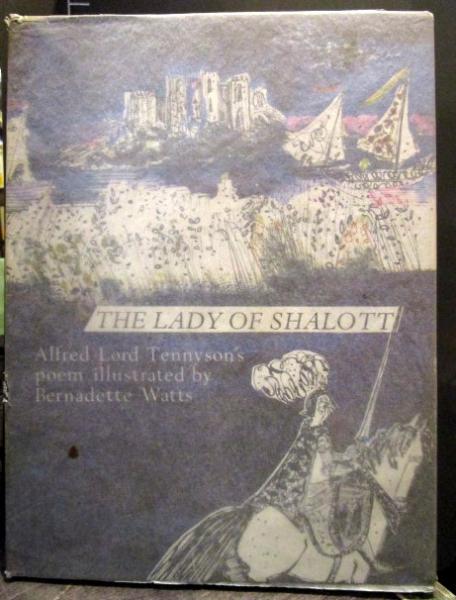 THE LADY OF SHALOTT
Alfred Lord Tennyson's
poem illustrated by
Bernadette Watts